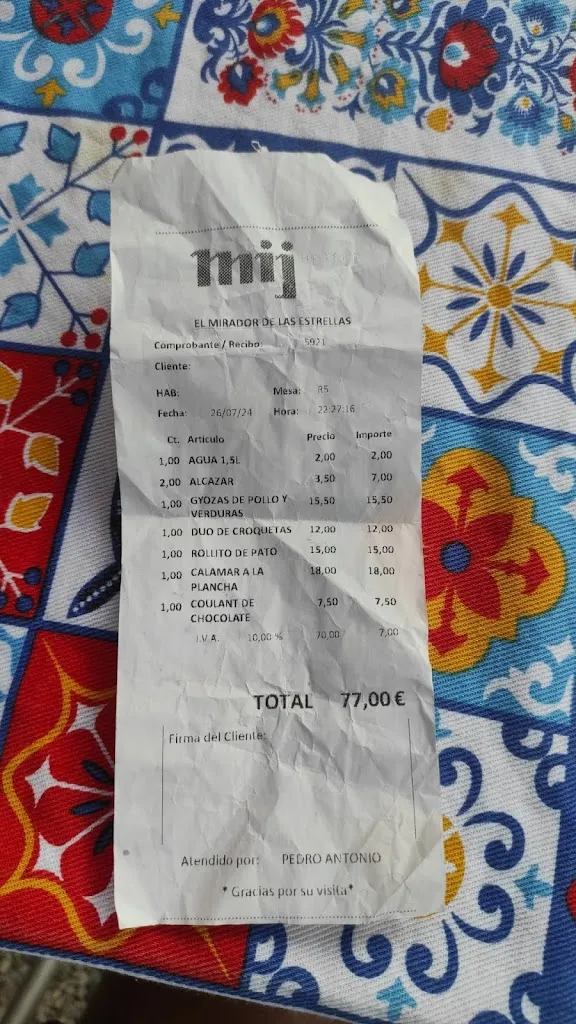 mij
EL MIRADOR DE LAS ESTRELLAS
Comprobante / Recibo: 5921
Cliente:
HAB: Mesa: R5
Fecha: 26/07/24 Hora: 22:27:16
Ct. Artículo Precio Importe
1,00 AGUA 1,5L 2,00 2,00
2,00 ALCAZAR 3,50 7,00
1,00 GYOZAS DE POLLO Y 15,50 15,50
VERDURAS
1,00 DUO DE CROQUETAS 12,00 12,00
1,00 ROLLITO DE PATO 15,00 15,00
1,00 CALAMAR A LA 18,00 18,00
PLANCHA
1,00 COULANT DE 7,50 7,50
CHOCOLATE
I.V.A. 10,00 % 70,00 7,00
TOTAL 77,00 €
Firma del Cliente:
Atendido por: PEDRO ANTONIO
* Gracias por su visita*